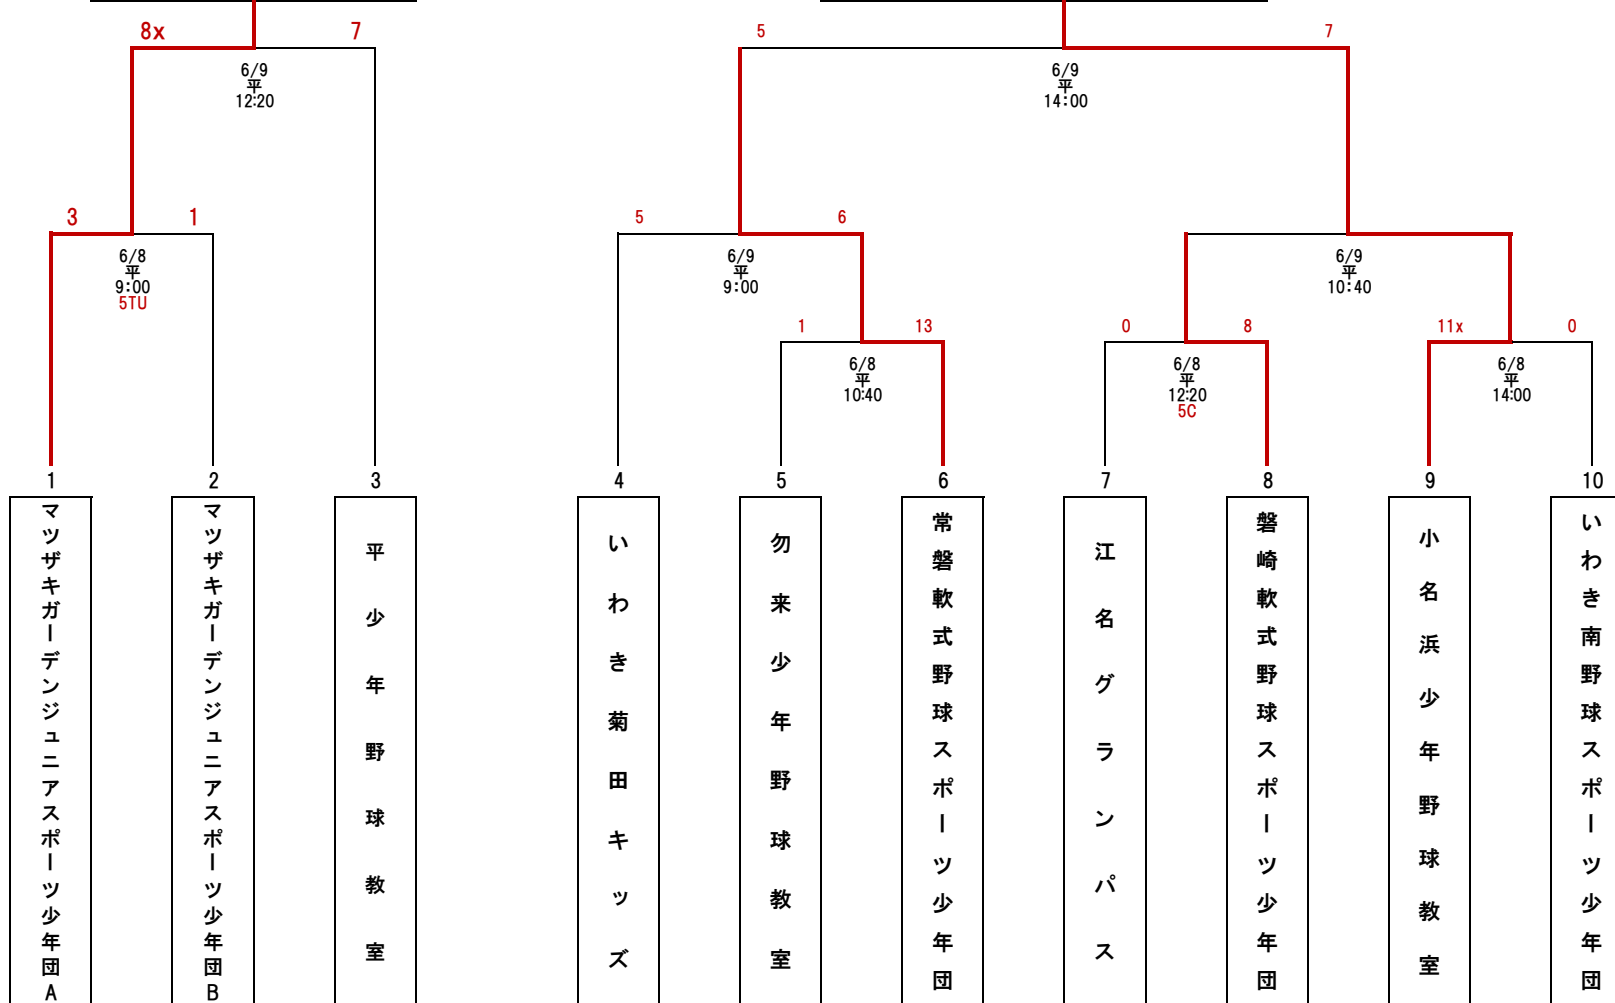 8x 7 5 7
6/9
平
12:20
6/9
平
14:00
3 1 5 6
6/8
平
9:00
5TU
6/9
平
9:00
6/9
平
10:40
1 13 0 8 11x 0
6/8
平
10:40
6/8
平
12:20
5C
6/8
平
14:00
1 2 3 4 5 6 7 8 9 10
マツザキガーデンジュニアスポーツ少年団A
マツザキガーデンジュニアスポーツ少年団B
平少年野球教室
いわき菊田キッズ
勿来少年野球教室
常磐軟式野球スポーツ少年団
江名グランパス
磐崎軟式野球スポーツ少年団
小名浜少年野球教室
いわき南野球スポーツ少年団